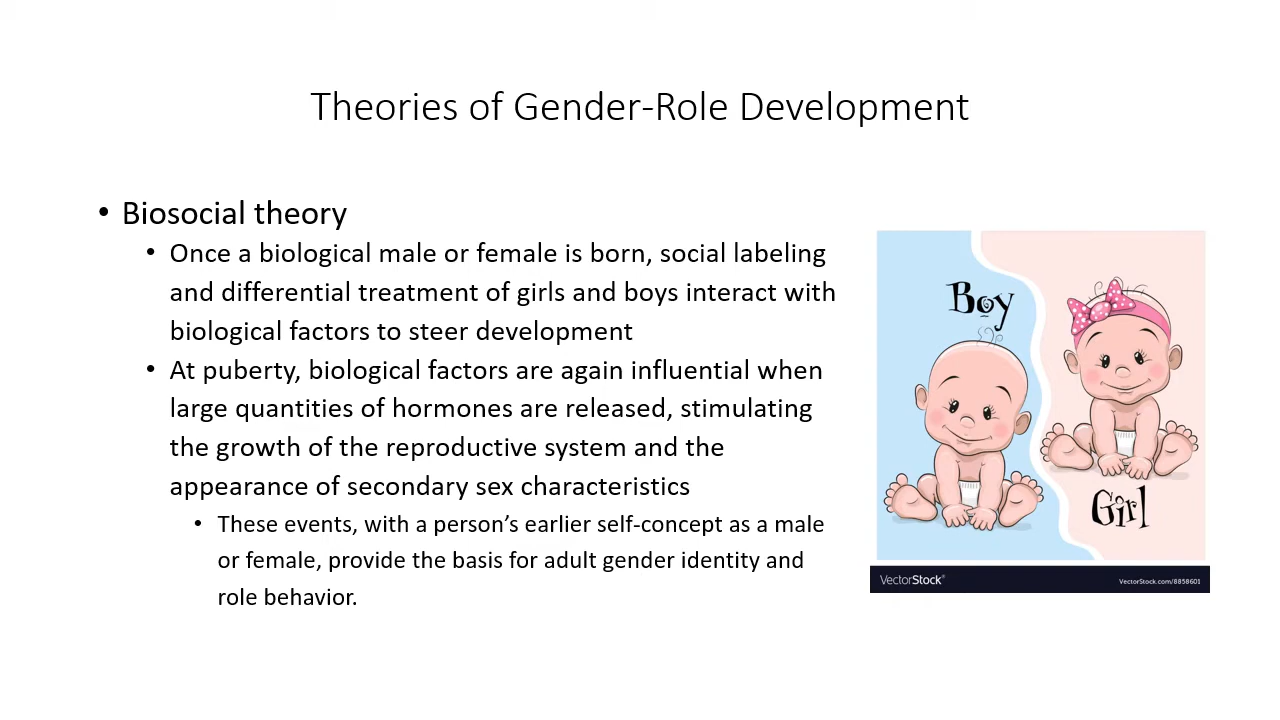 Theories of Gender-Role Development
• Biosocial theory
• Once a biological male or female is born, social labeling
and differential treatment of girls and boys interact with
biological factors to steer development
• At puberty, biological factors are again influential when
large quantities of hormones are released, stimulating
the growth of the reproductive system and the
appearance of secondary sex characteristics
• These events, with a person’s earlier self-concept as a male
or female, provide the basis for adult gender identity and
role behavior.
Boy
Girl
VectorStock®
VectorStock.com/8858601